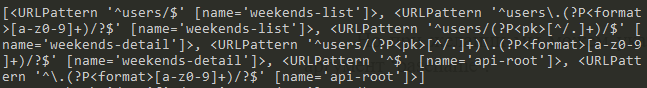 [<URLPattern '^users/$' [name='weekends-list']>, <URLPattern '^users\.(?P<format
>[a-z0-9]+)/?$' [name='weekends-list']>, <URLPattern '^users/(?P<pk>[^/.]+)/$' [
name='weekends-detail']>, <URLPattern '^users/(?P<pk>[^/.]+)\.(?P<format>[a-z0-9
]+)/?$' [name='weekends-detail']>, <URLPattern '^$' [name='api-root']>, <URLPatt
ern '^\.(?P<format>[a-z0-9]+)/?$' [name='api-root']>]